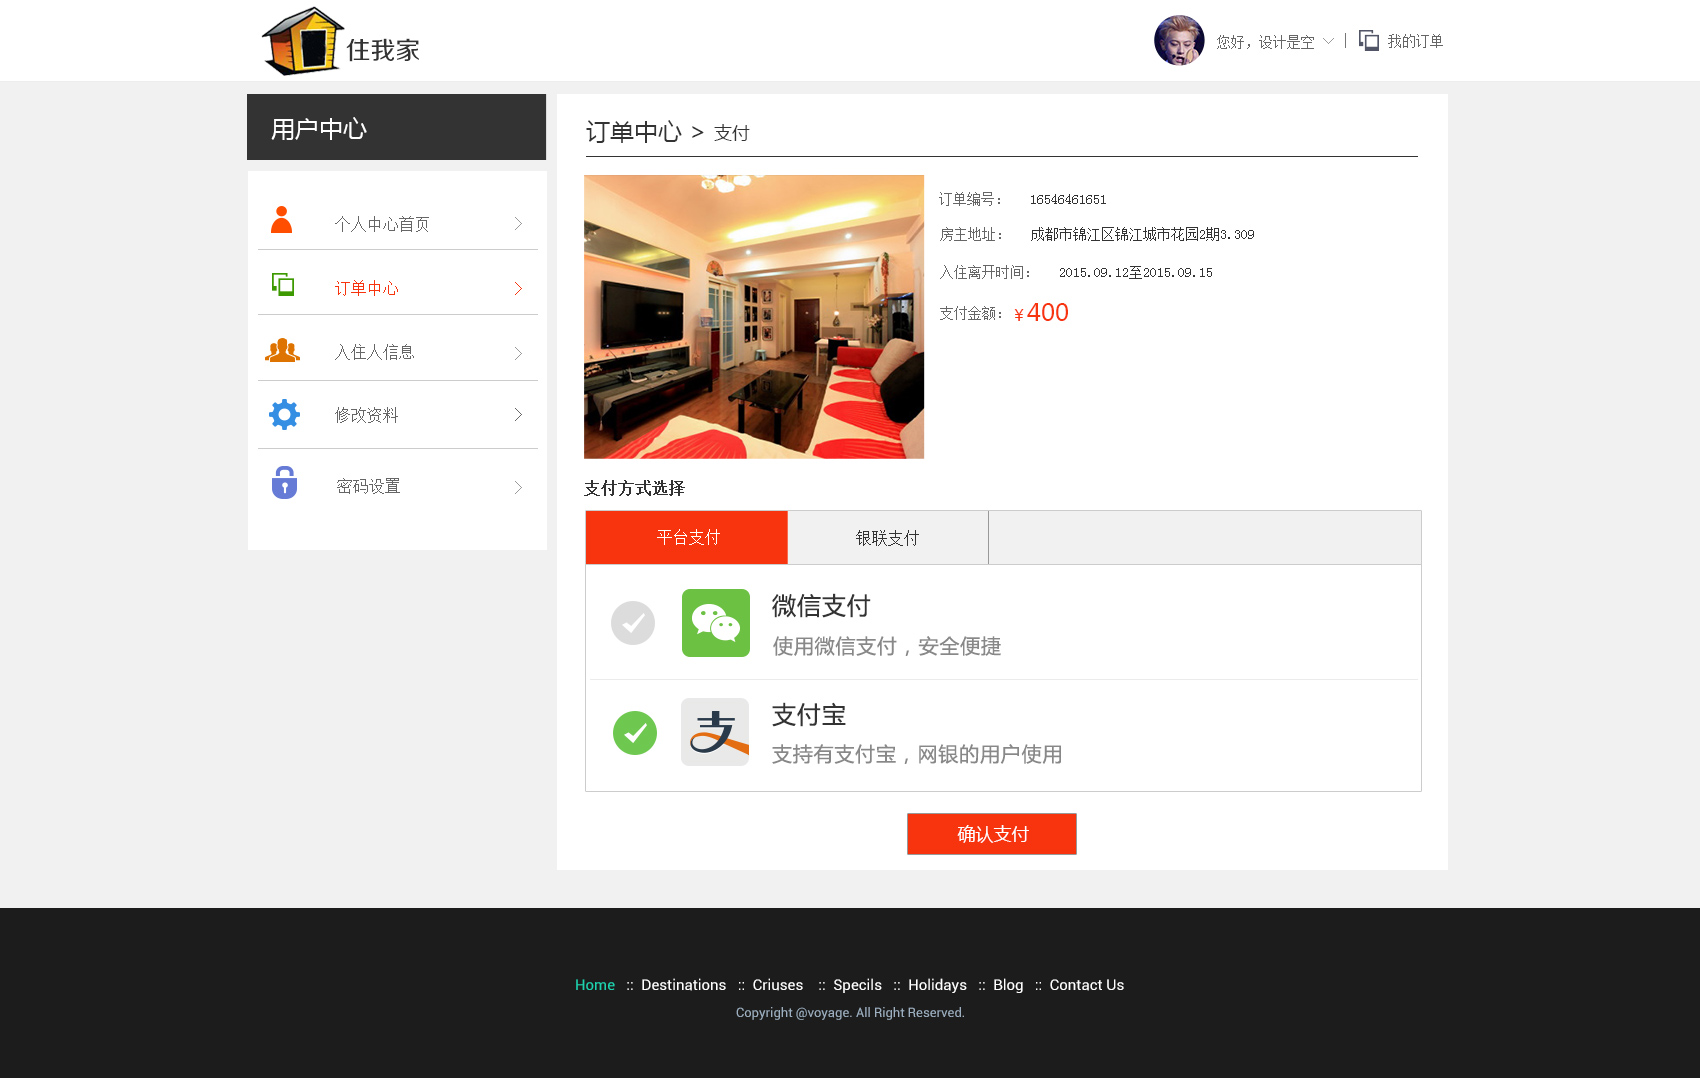 住我家
您好，设计是空
我的订单
用户中心
个人中心首页
订单中心
入住人信息
修改资料
密码设置
订单中心 > 支付
订单编号： 16546461651
房主地址： 成都市锦江区锦江城市花园2期3.309
入住离开时间： 2015.09.12至2015.09.15
支付金额：¥400
支付方式选择
平台支付
银联支付
微信支付
使用微信支付，安全便捷
支
支付宝
支持有支付宝，网银的用户使用
确认支付
Home :: Destinations :: Criuses :: Specils :: Holidays :: Blog :: Contact Us
Copyright @voyage. All Right Reserved.